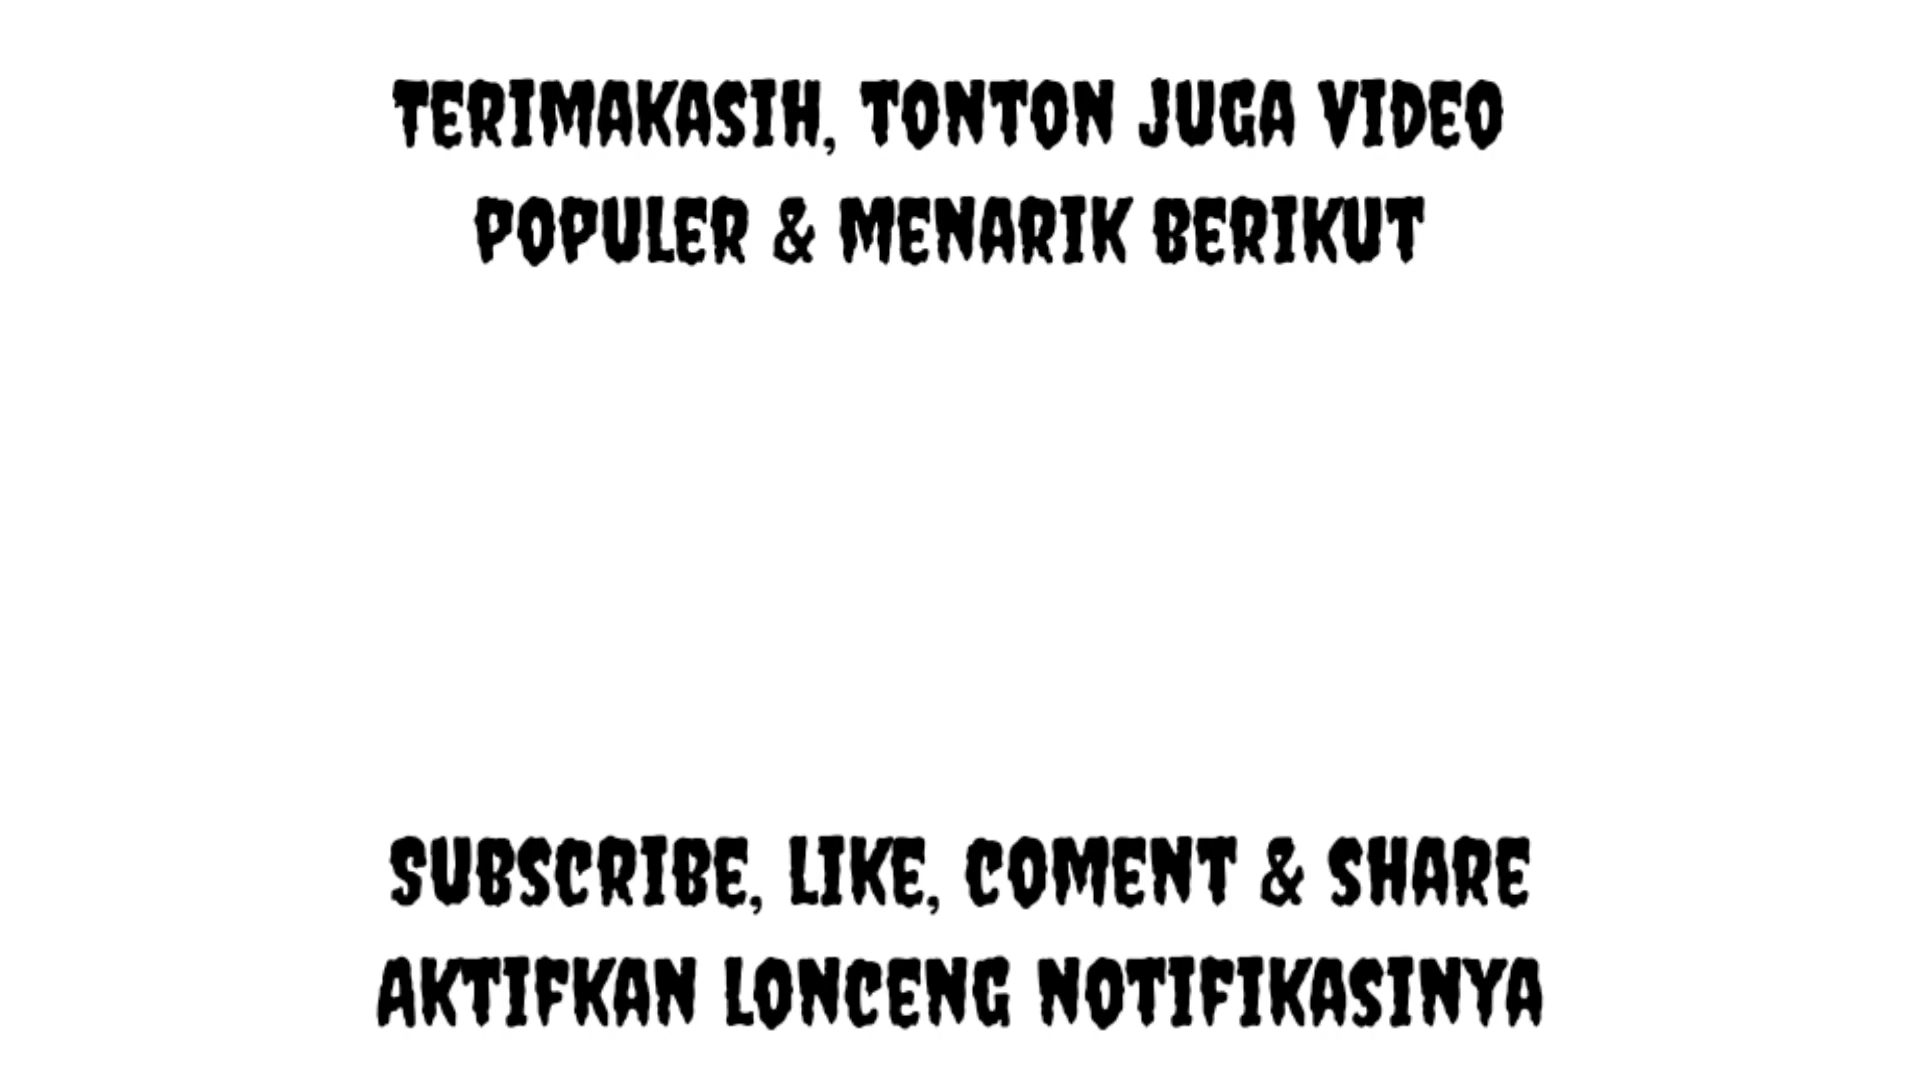 TERIMAKASIH, TONTON JUGA VIDEO
POPULER & MENARIK BERIKUT
SUBSCRIBE, LIKE, COMENT & SHARE
AKTIFKAN LONCENG NOTIFIKASINYA